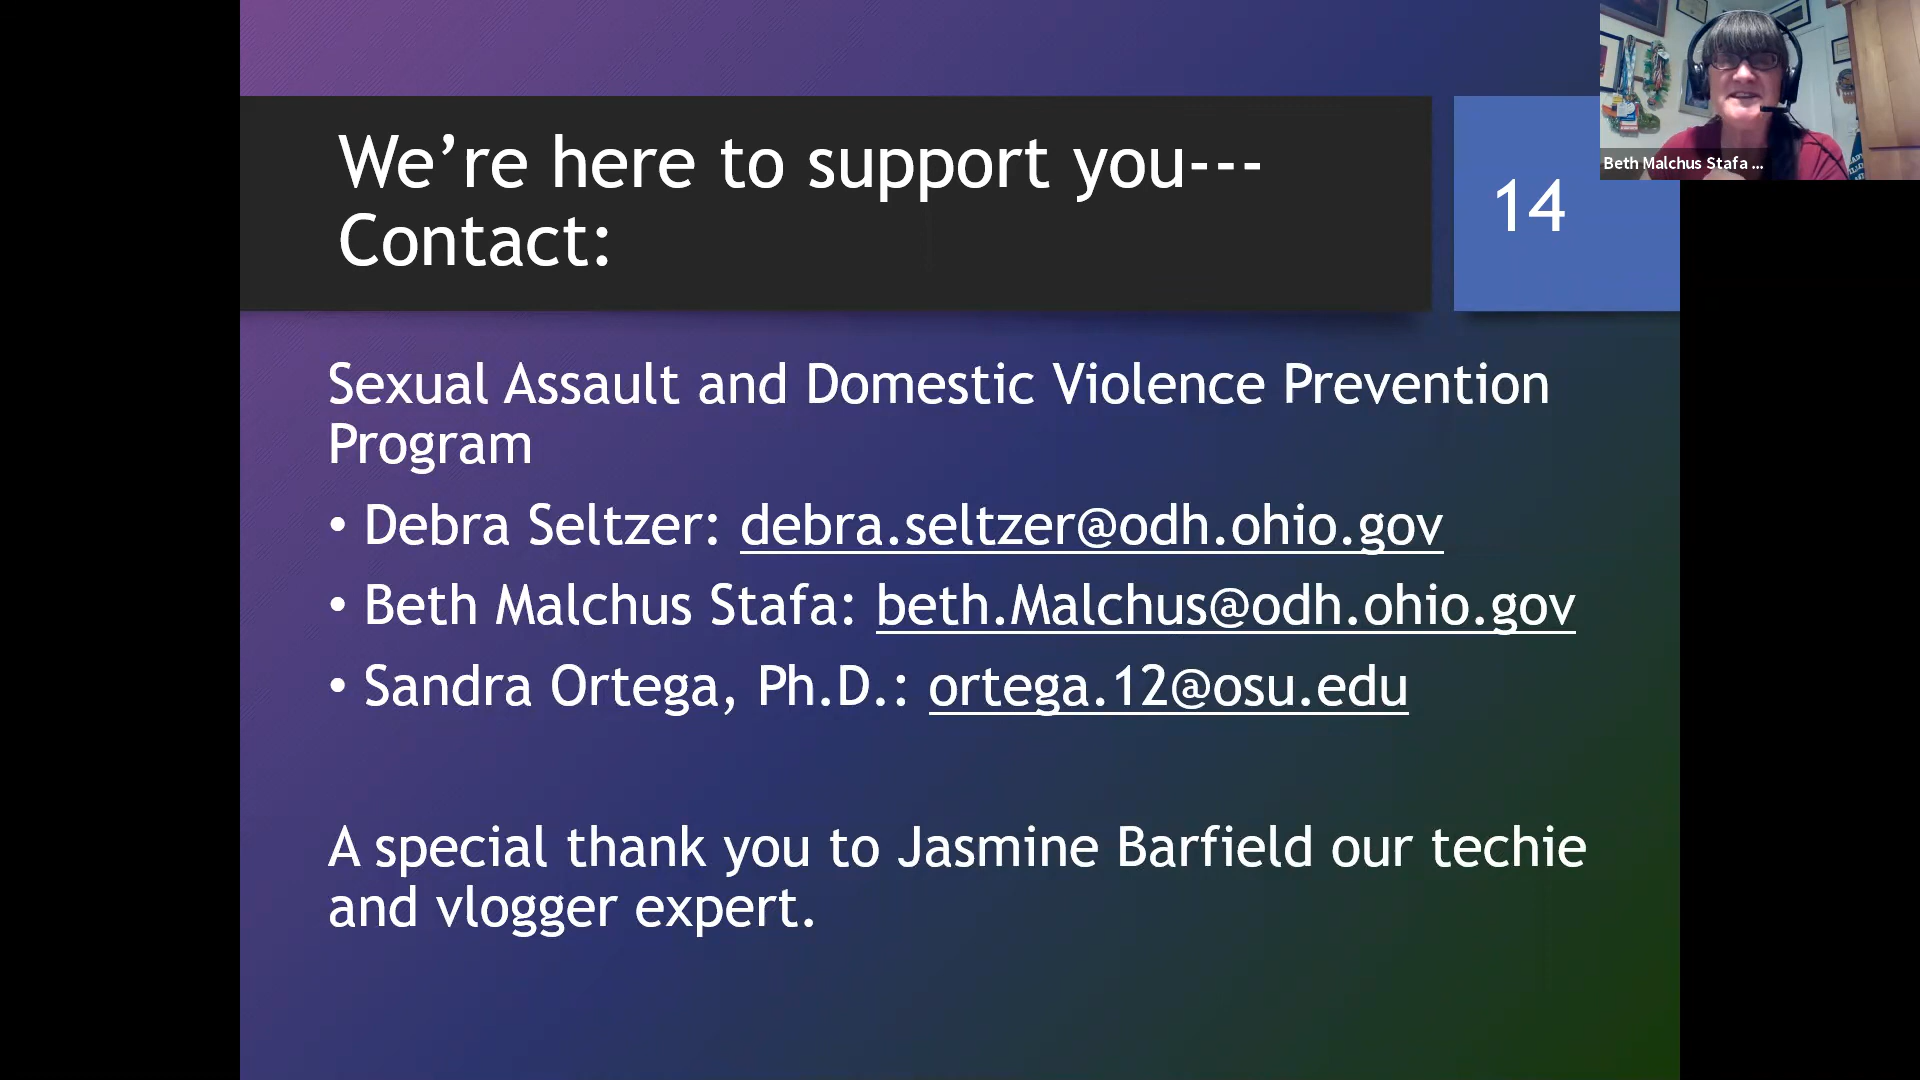 We’re here to support you---
Contact:
14
Beth Malchus Stafa ...
Sexual Assault and Domestic Violence Prevention
Program
• Debra Seltzer: debra.seltzer@odh.ohio.gov
• Beth Malchus Stafa: beth.Malchus@odh.ohio.gov
• Sandra Ortega, Ph.D.: ortega.12@osu.edu
A special thank you to Jasmine Barfield our techie
and vlogger expert.